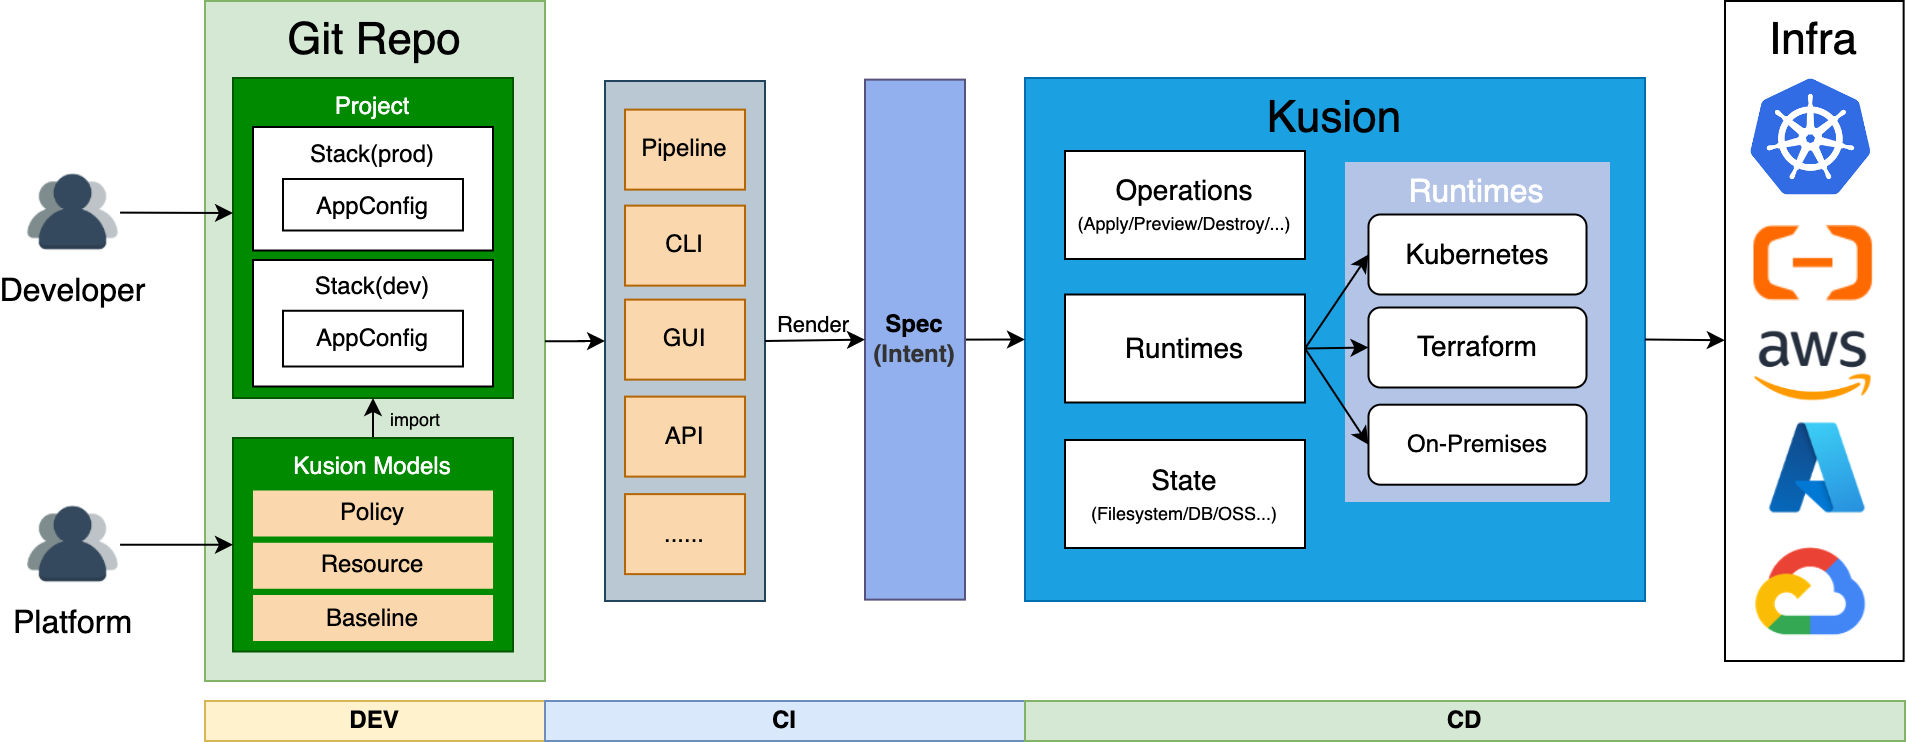 Git Repo
Project
Stack(prod)
AppConfig
Stack(dev)
AppConfig
import
Kusion Models
Policy
Resource
Baseline
Developer
Platform
Pipeline
CLI
GUI
API
......
Render
Spec
(Intent)
Kusion
Operations
(Apply/Preview/Destroy/...)
Runtimes
State
(Filesystem/DB/OSS...)
Runtimes
Kubernetes
Terraform
On-Premises
Infra
aws
DEV
CI
CD